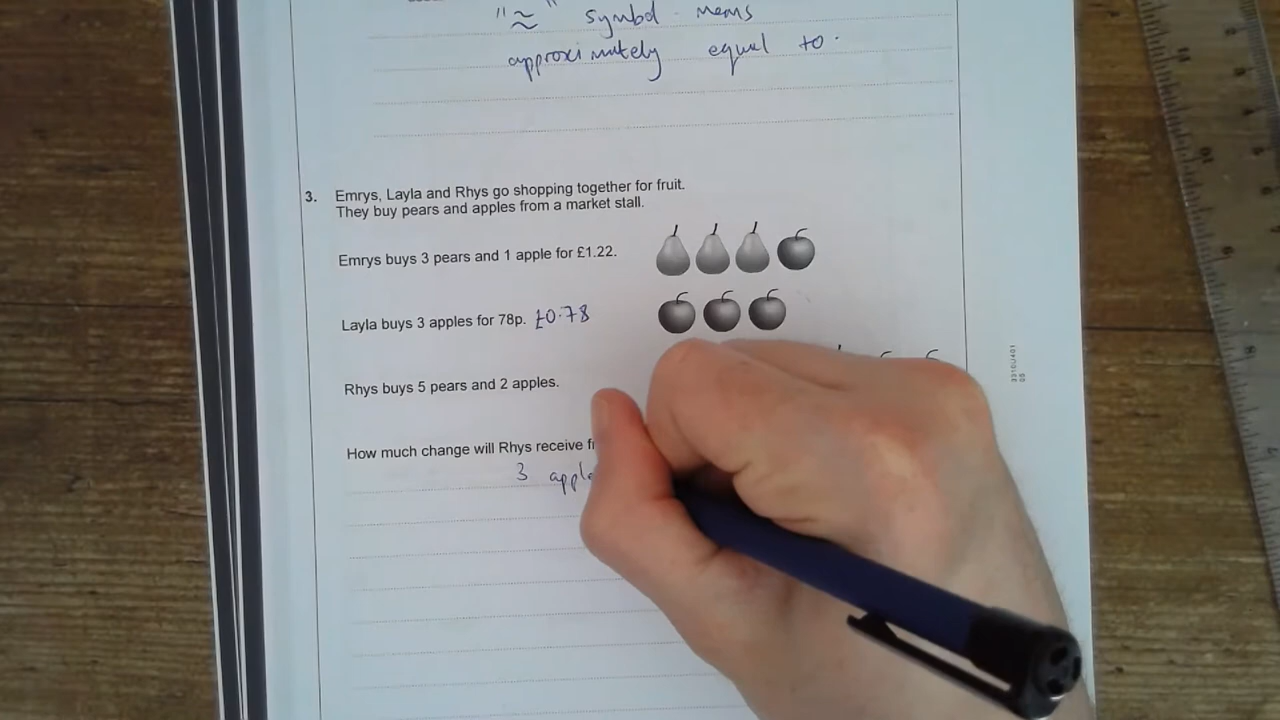 "≈" symbol means
approximately equal to.
3. Emrys, Layla and Rhys go shopping together for fruit.
They buy pears and apples from a market stall.
Emrys buys 3 pears and 1 apple for £1.22.
Layla buys 3 apples for 78p. £0.78
Rhys buys 5 pears and 2 apples.
How much change will Rhys receive
3